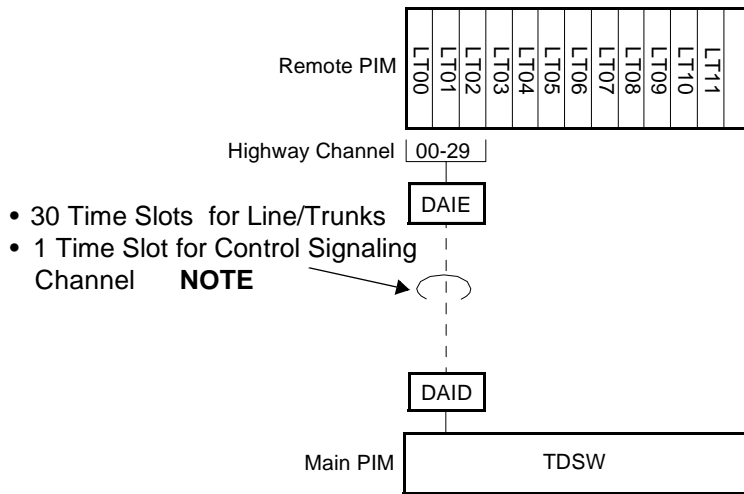 Remote PIM
LT00
LT01
LT02
LT03
LT04
LT05
LT06
LT07
LT08
LT09
LT10
LT11
Highway Channel 00-29
DAIE
• 30 Time Slots for Line/Trunks
• 1 Time Slot for Control Signaling
Channel NOTE
DAID
Main PIM TDSW